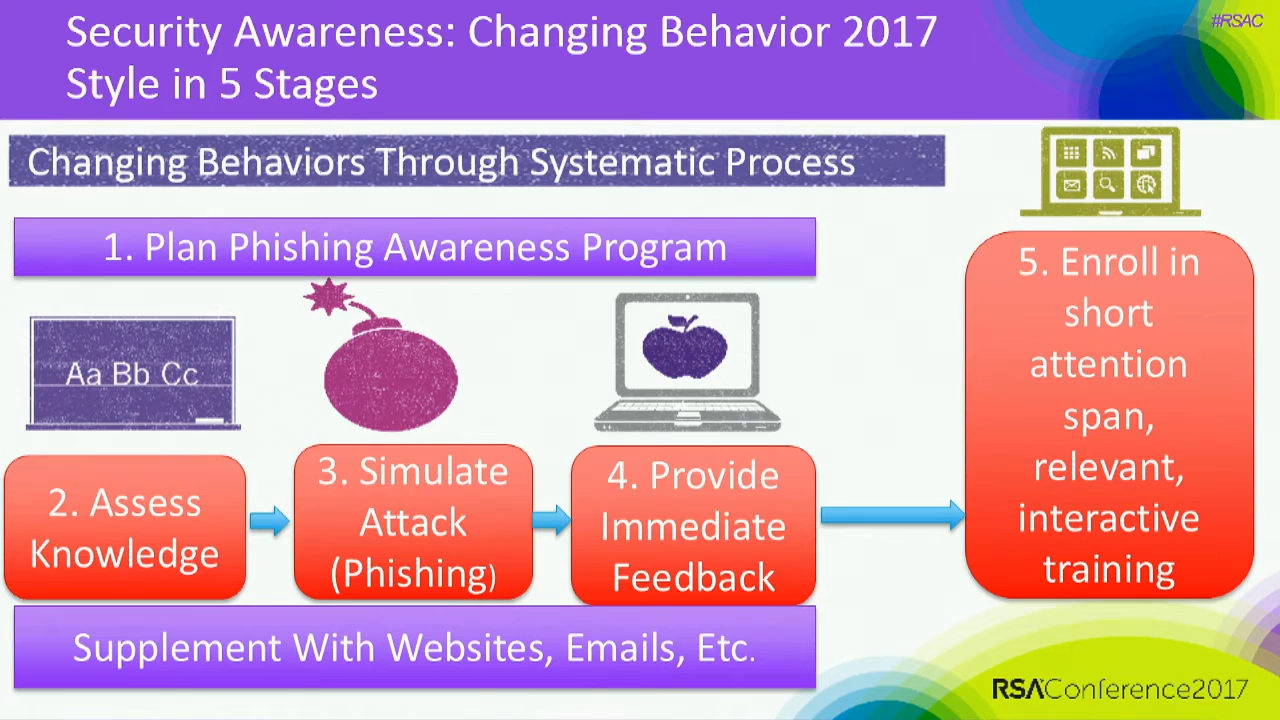 Security Awareness: Changing Behavior 2017
Style in 5 Stages
#RSAC
Changing Behaviors Through Systematic Process
1. Plan Phishing Awareness Program
Aa Bb Cc
2. Assess
Knowledge
3. Simulate
Attack
(Phishing)
4. Provide
Immediate
Feedback
5. Enroll in
short
attention
span,
relevant,
interactive
training
Supplement With Websites, Emails, Etc.
RSAConference2017